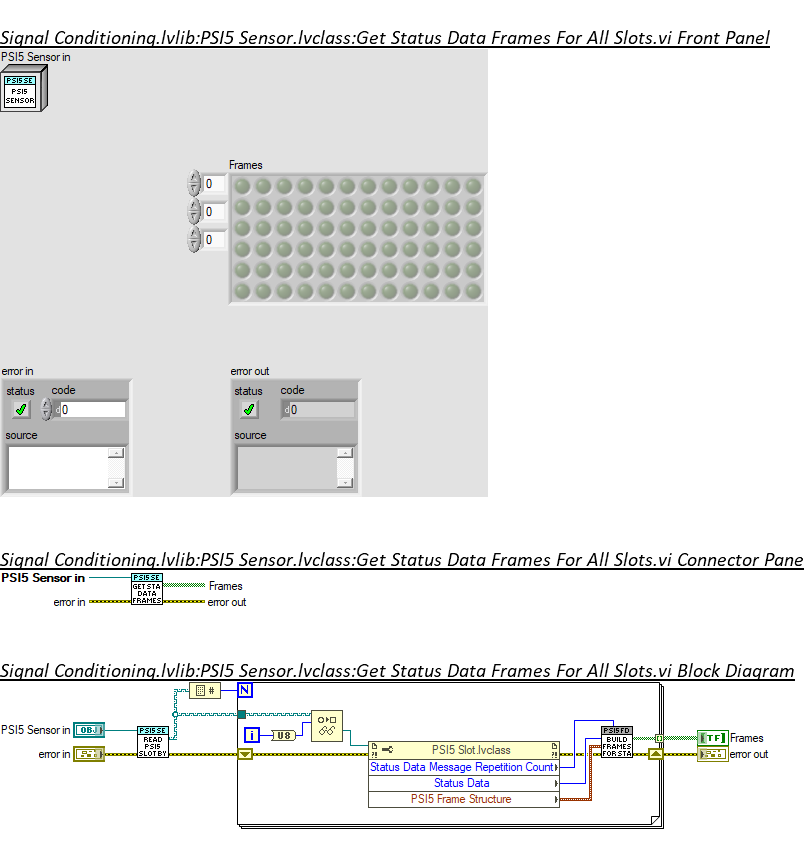 Signal Conditioning.lvlib:PSI5 Sensor.lvclass:Get Status Data Frames For All Slots.vi Front Panel
PSI5 Sensor in
PSI5 SE
PSI5
SENSOR
Frames
0
0
0
error in
status code
d 0
source
error out
status code
d 0
source
Signal Conditioning.lvlib:PSI5 Sensor.lvclass:Get Status Data Frames For All Slots.vi Connector Pane
PSI5 Sensor in
error in
PSI5 SE
GET STA
DATA
FRAMES
Frames
error out
Signal Conditioning.lvlib:PSI5 Sensor.lvclass:Get Status Data Frames For All Slots.vi Block Diagram
#
N
PSI5 Sensor in
OBJ
error in
PSI5 SE
READ
PSI5
SLOT BY
i
U8
PSI5 Slot.lvclass
Status Data Message Repetition Count
Status Data
PSI5 Frame Structure
?!
?!
PSI5 FD
BUILD
FRAMES
FOR STA
TF
Frames
error out